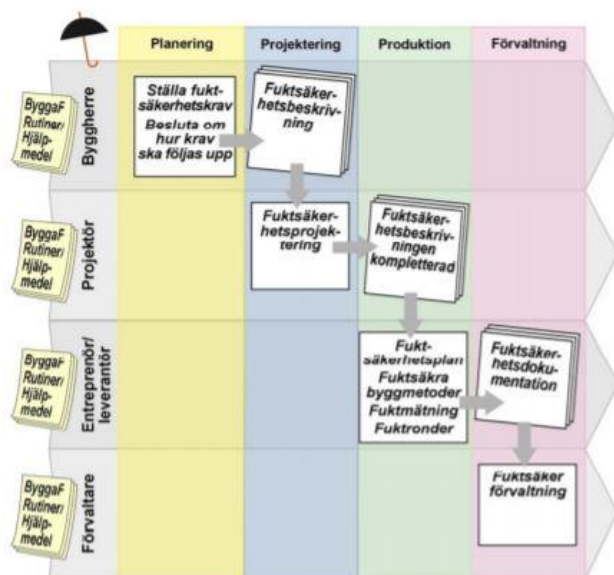 Planering
Projektering
Produktion
Förvaltning
ByggaF
Rutiner/
Hjälp-
medel
Byggherre
Ställa fukt-
säkerhetskrav
Besluta om
hur krav
ska följas upp
Fuktsäker-
hetsbeskriv-
ning
ByggaF
Rutiner/
Hjälp-
medel
Projektör
Fuktsäker-
hetsprojek-
tering
Fuktsäker-
hetsbeskriv-
ningen
kompletterad
ByggaF
Rutiner/
Hjälp-
medel
Entreprenör/
leverantör
Fukt-
säkerhetsplan
Fuktsäkra
byggmetoder
Fuktmätning
Fuktronder
Fuktsäker-
hetsdoku-
mentation
ByggaF
Rutiner/
Hjälp-
medel
Förvaltare
Fuktsäker
förvaltning